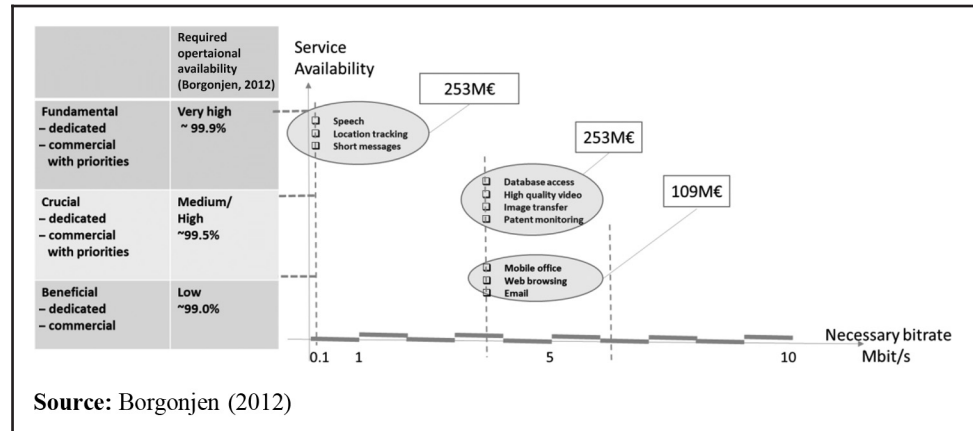 Required
opertaional
availability
(Borgonjen, 2012)
Fundamental
– dedicated
– commercial
with priorities
Very high
~ 99.9%
Crucial
– dedicated
– commercial
with priorities
Medium/
High
~99.5%
Beneficial
– dedicated
– commercial
Low
~99.0%
Service
Availability
253M€
Speech
Location tracking
Short messages
253M€
Database access
High quality video
Image transfer
Patent monitoring
109M€
Mobile office
Web browsing
Email
Necessary bitrate
Mbit/s
0.1 1 5 10
Source: Borgonjen (2012)